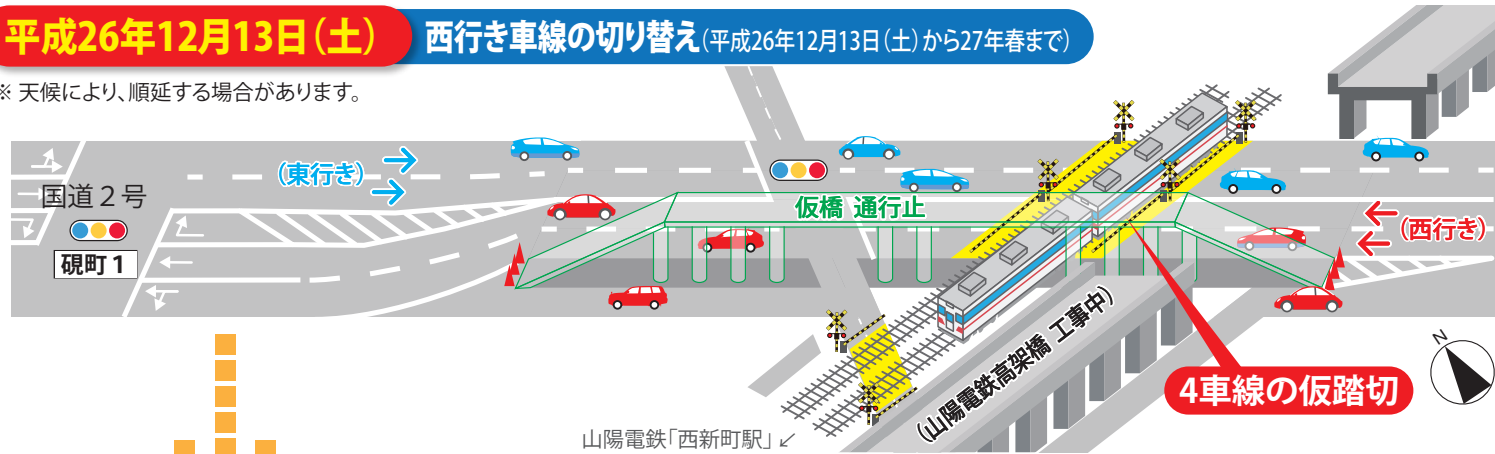 平成26年12月13日(土)
西行き車線の切り替え(平成26年12月13日(土)から27年春まで)
※ 天候により、順延する場合があります。
(東行き)
国道2号
硯町1
仮橋 通行止
(西行き)
4車線の仮踏切
(山陽電鉄高架橋 工事中)
山陽電鉄「西新町駅」↙
N